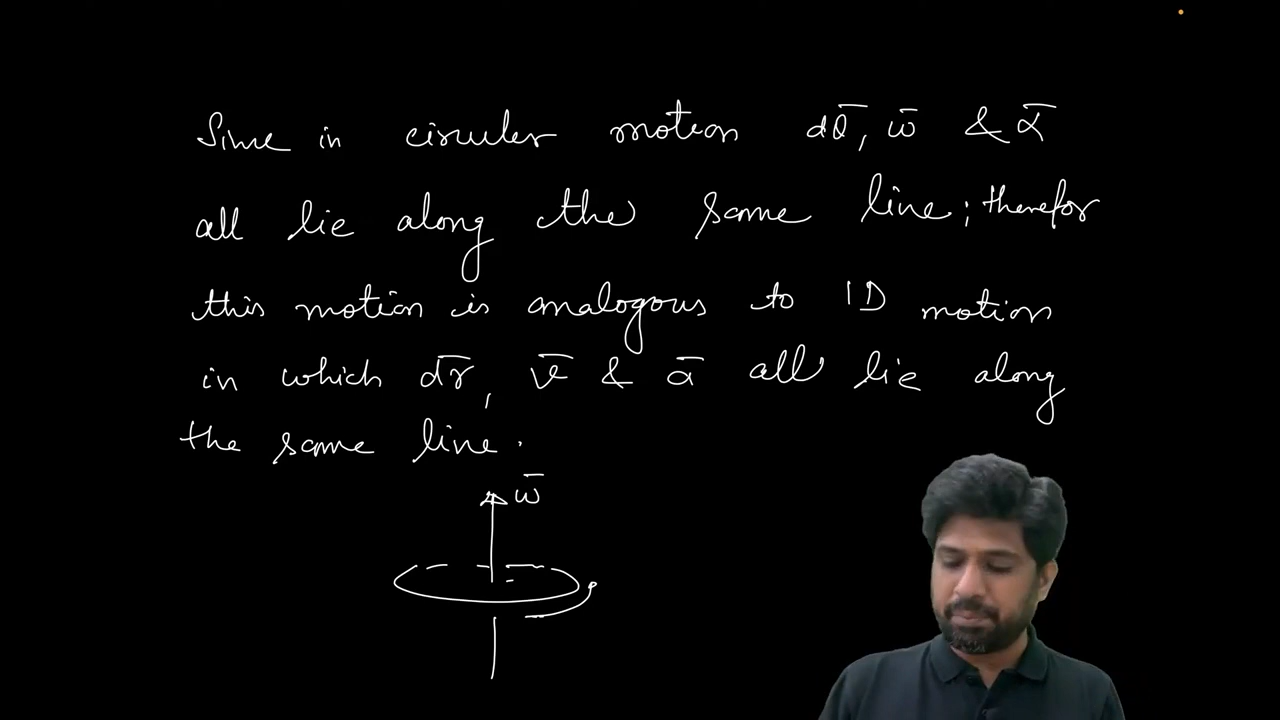 Since in circular motion dθ̅, ω̅ & α̅
all lie along the same line; therefor
this motion is analogous to 1D motion
in which dr̅, v̅ & a̅ all lie along
the same line.
ω̅